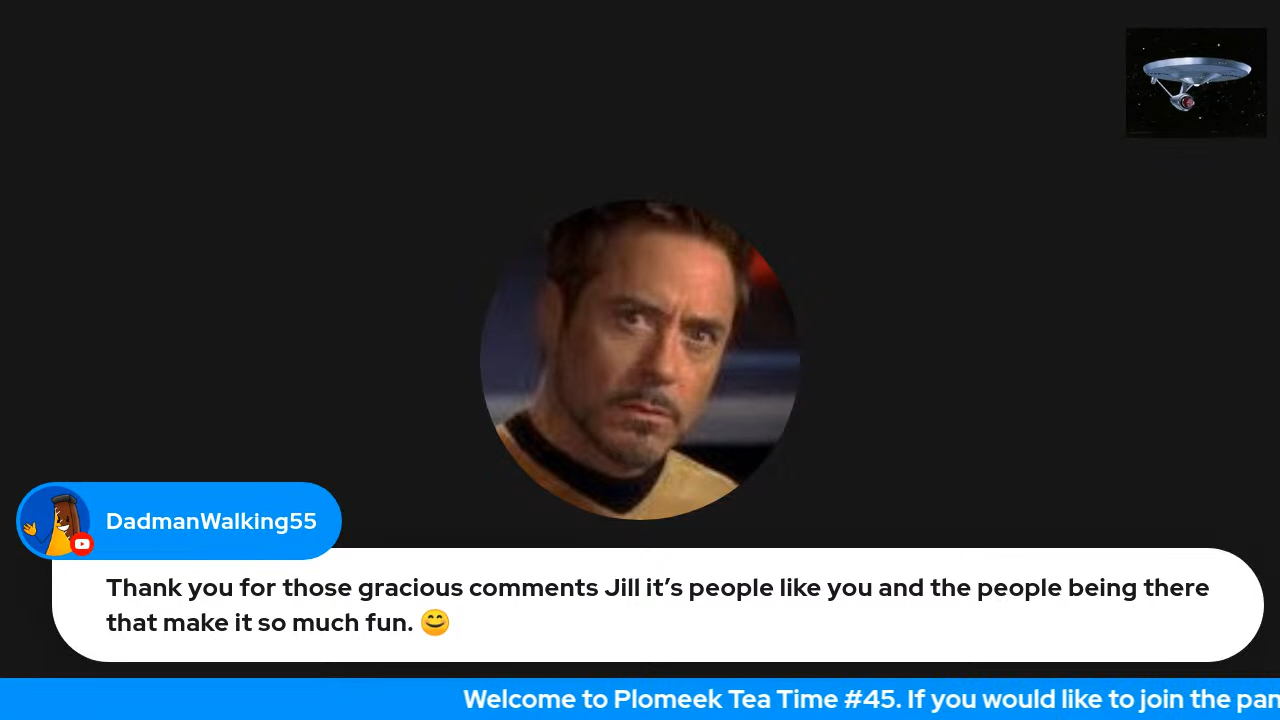 DadmanWalking55
Thank you for those gracious comments Jill it’s people like you and the people being there
that make it so much fun. 😊
Welcome to Plomeek Tea Time #45. If you would like to join the pan